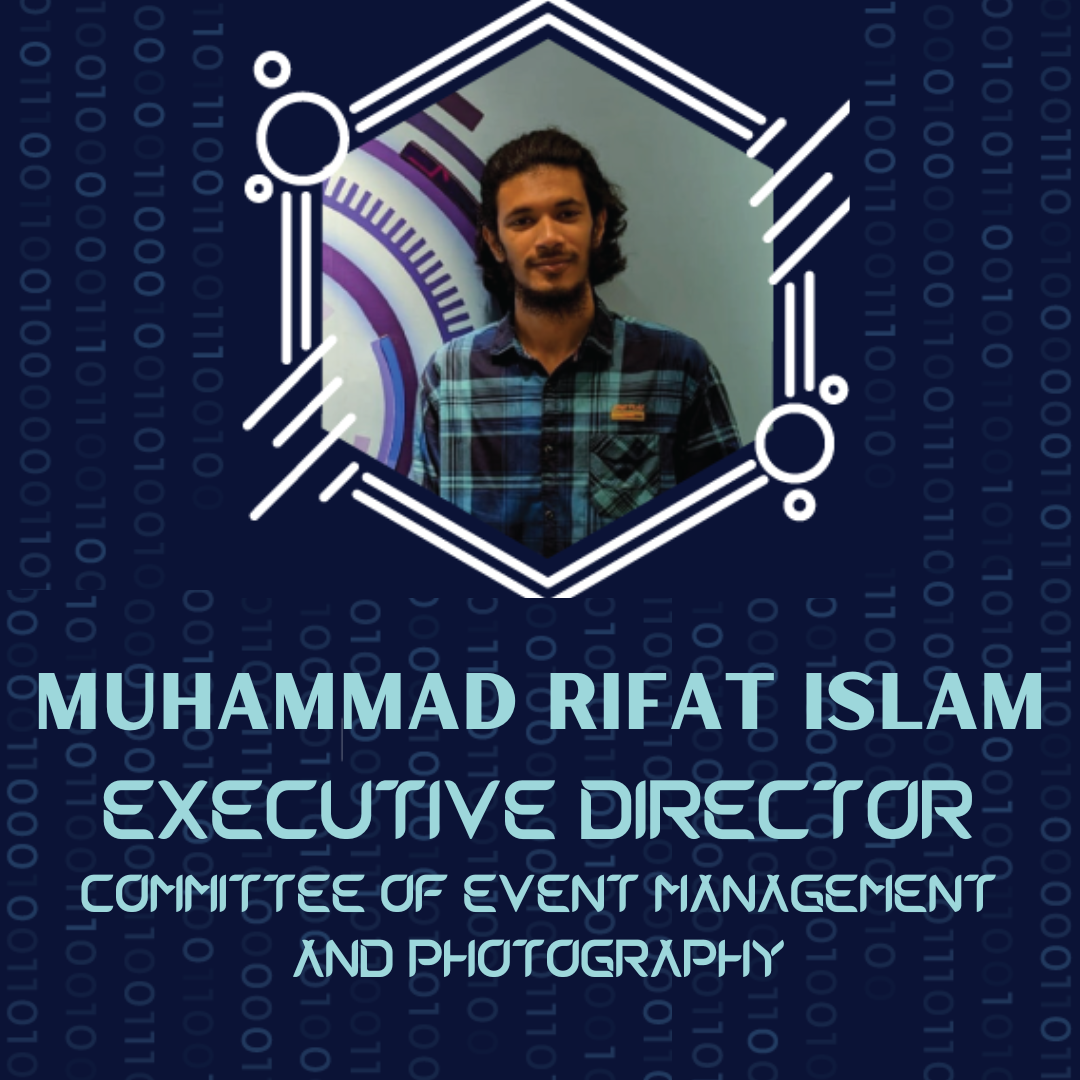 MUHAMMAD RIFAT ISLAM
EXECUTIVE DIRECTOR
COMMITTEE OF EVENT MANAGEMENT
AND PHOTOGRAPHY